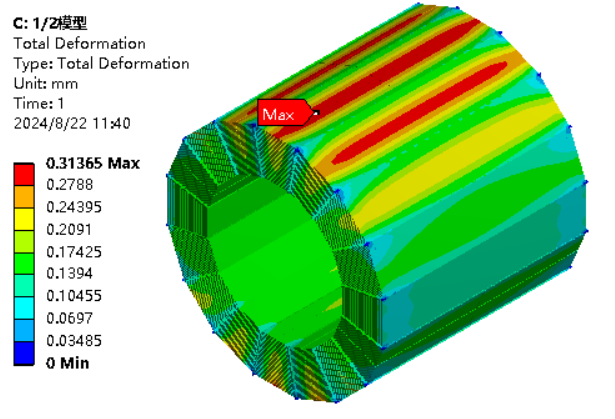 C: 1/2模型
Total Deformation
Type: Total Deformation
Unit: mm
Time: 1
2024/8/22 11:40
0.31365 Max
0.2788
0.24395
0.2091
0.17425
0.1394
0.10455
0.0697
0.03485
0 Min
Max